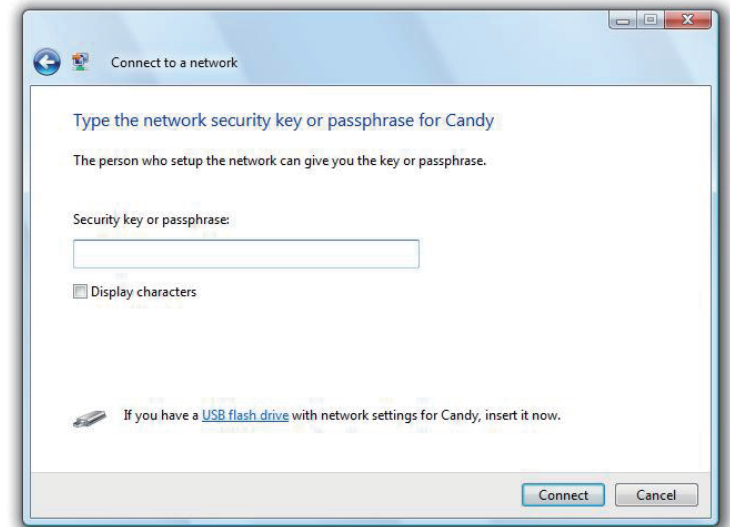 Connect to a network
Type the network security key or passphrase for Candy
The person who setup the network can give you the key or passphrase.
Security key or passphrase:
Display characters
If you have a USB flash drive with network settings for Candy, insert it now.
Connect Cancel